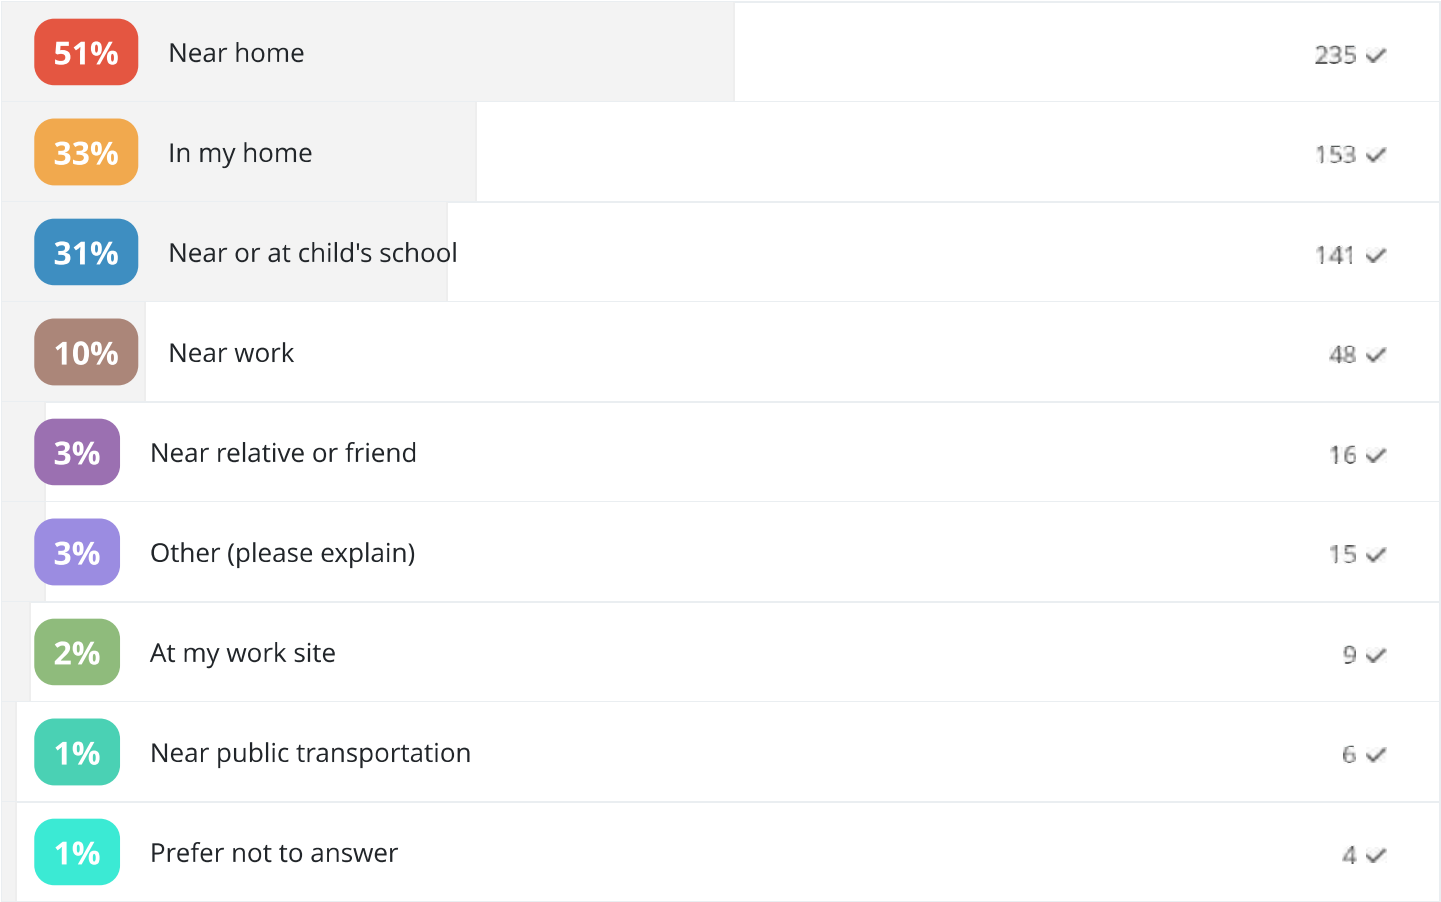 51% Near home 235
33% In my home 153
31% Near or at child's school 141
10% Near work 48
3% Near relative or friend 16
3% Other (please explain) 15
2% At my work site 9
1% Near public transportation 6
1% Prefer not to answer 4